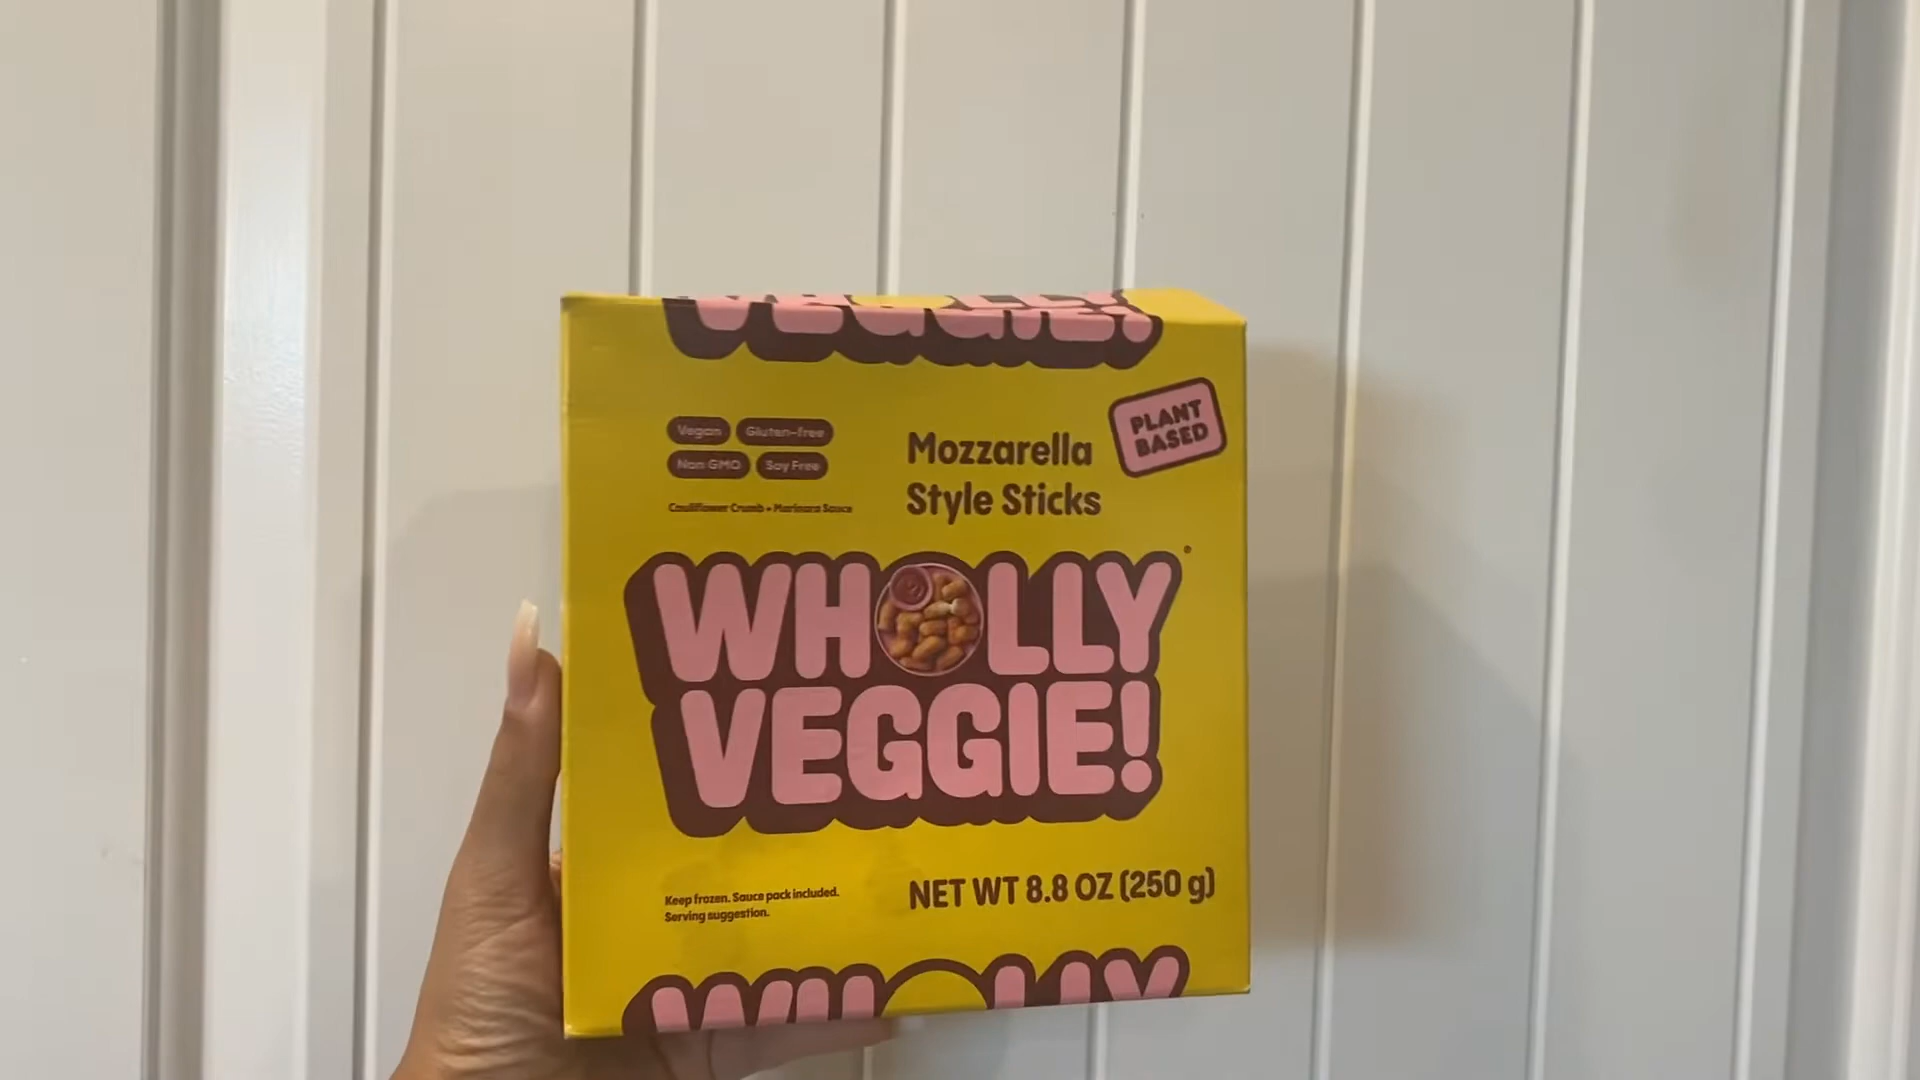 VEGGIE!
Vegan Gluten-free
Non GMO Soy Free
Cauliflower Crumb + Marinara Sauce
Mozzarella
Style Sticks
PLANT
BASED
WHOLLY
VEGGIE!
Keep frozen. Sauce pack included.
Serving suggestion.
NET WT 8.8 OZ (250 g)
WHOLLY